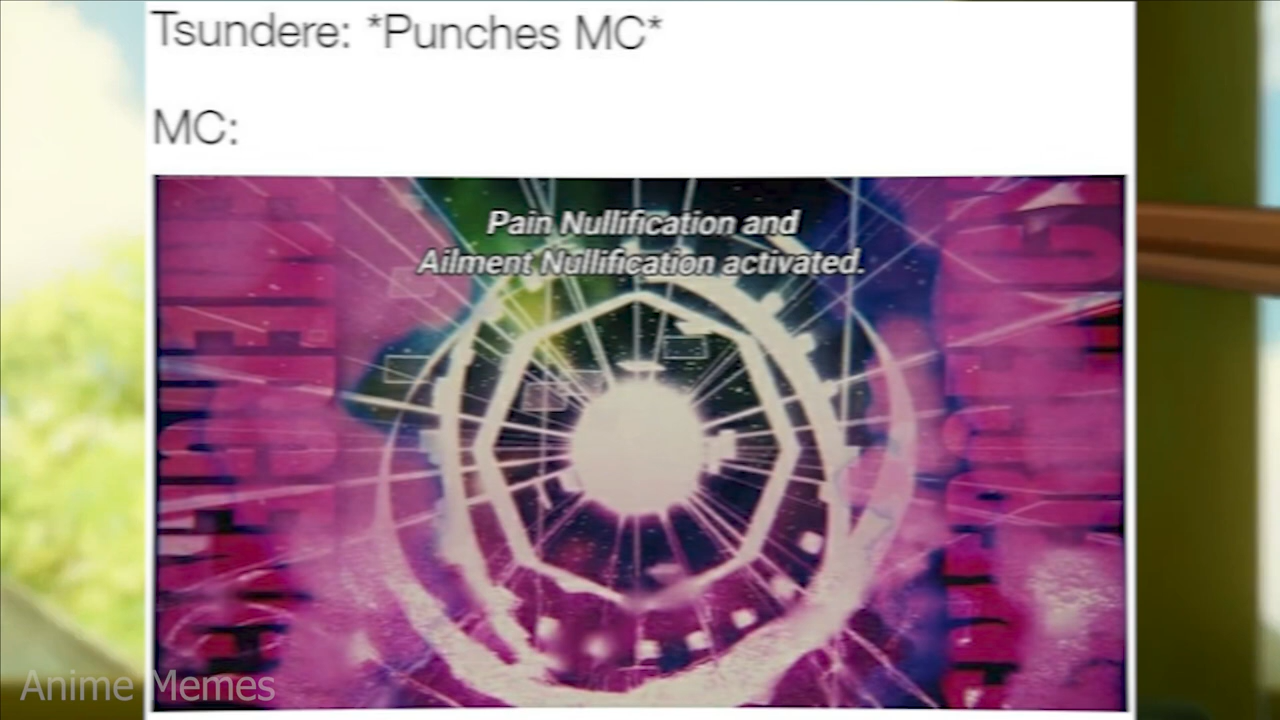 Tsundere: *Punches MC*
MC:
Pain Nullification and
Ailment Nullification activated.
Anime Memes